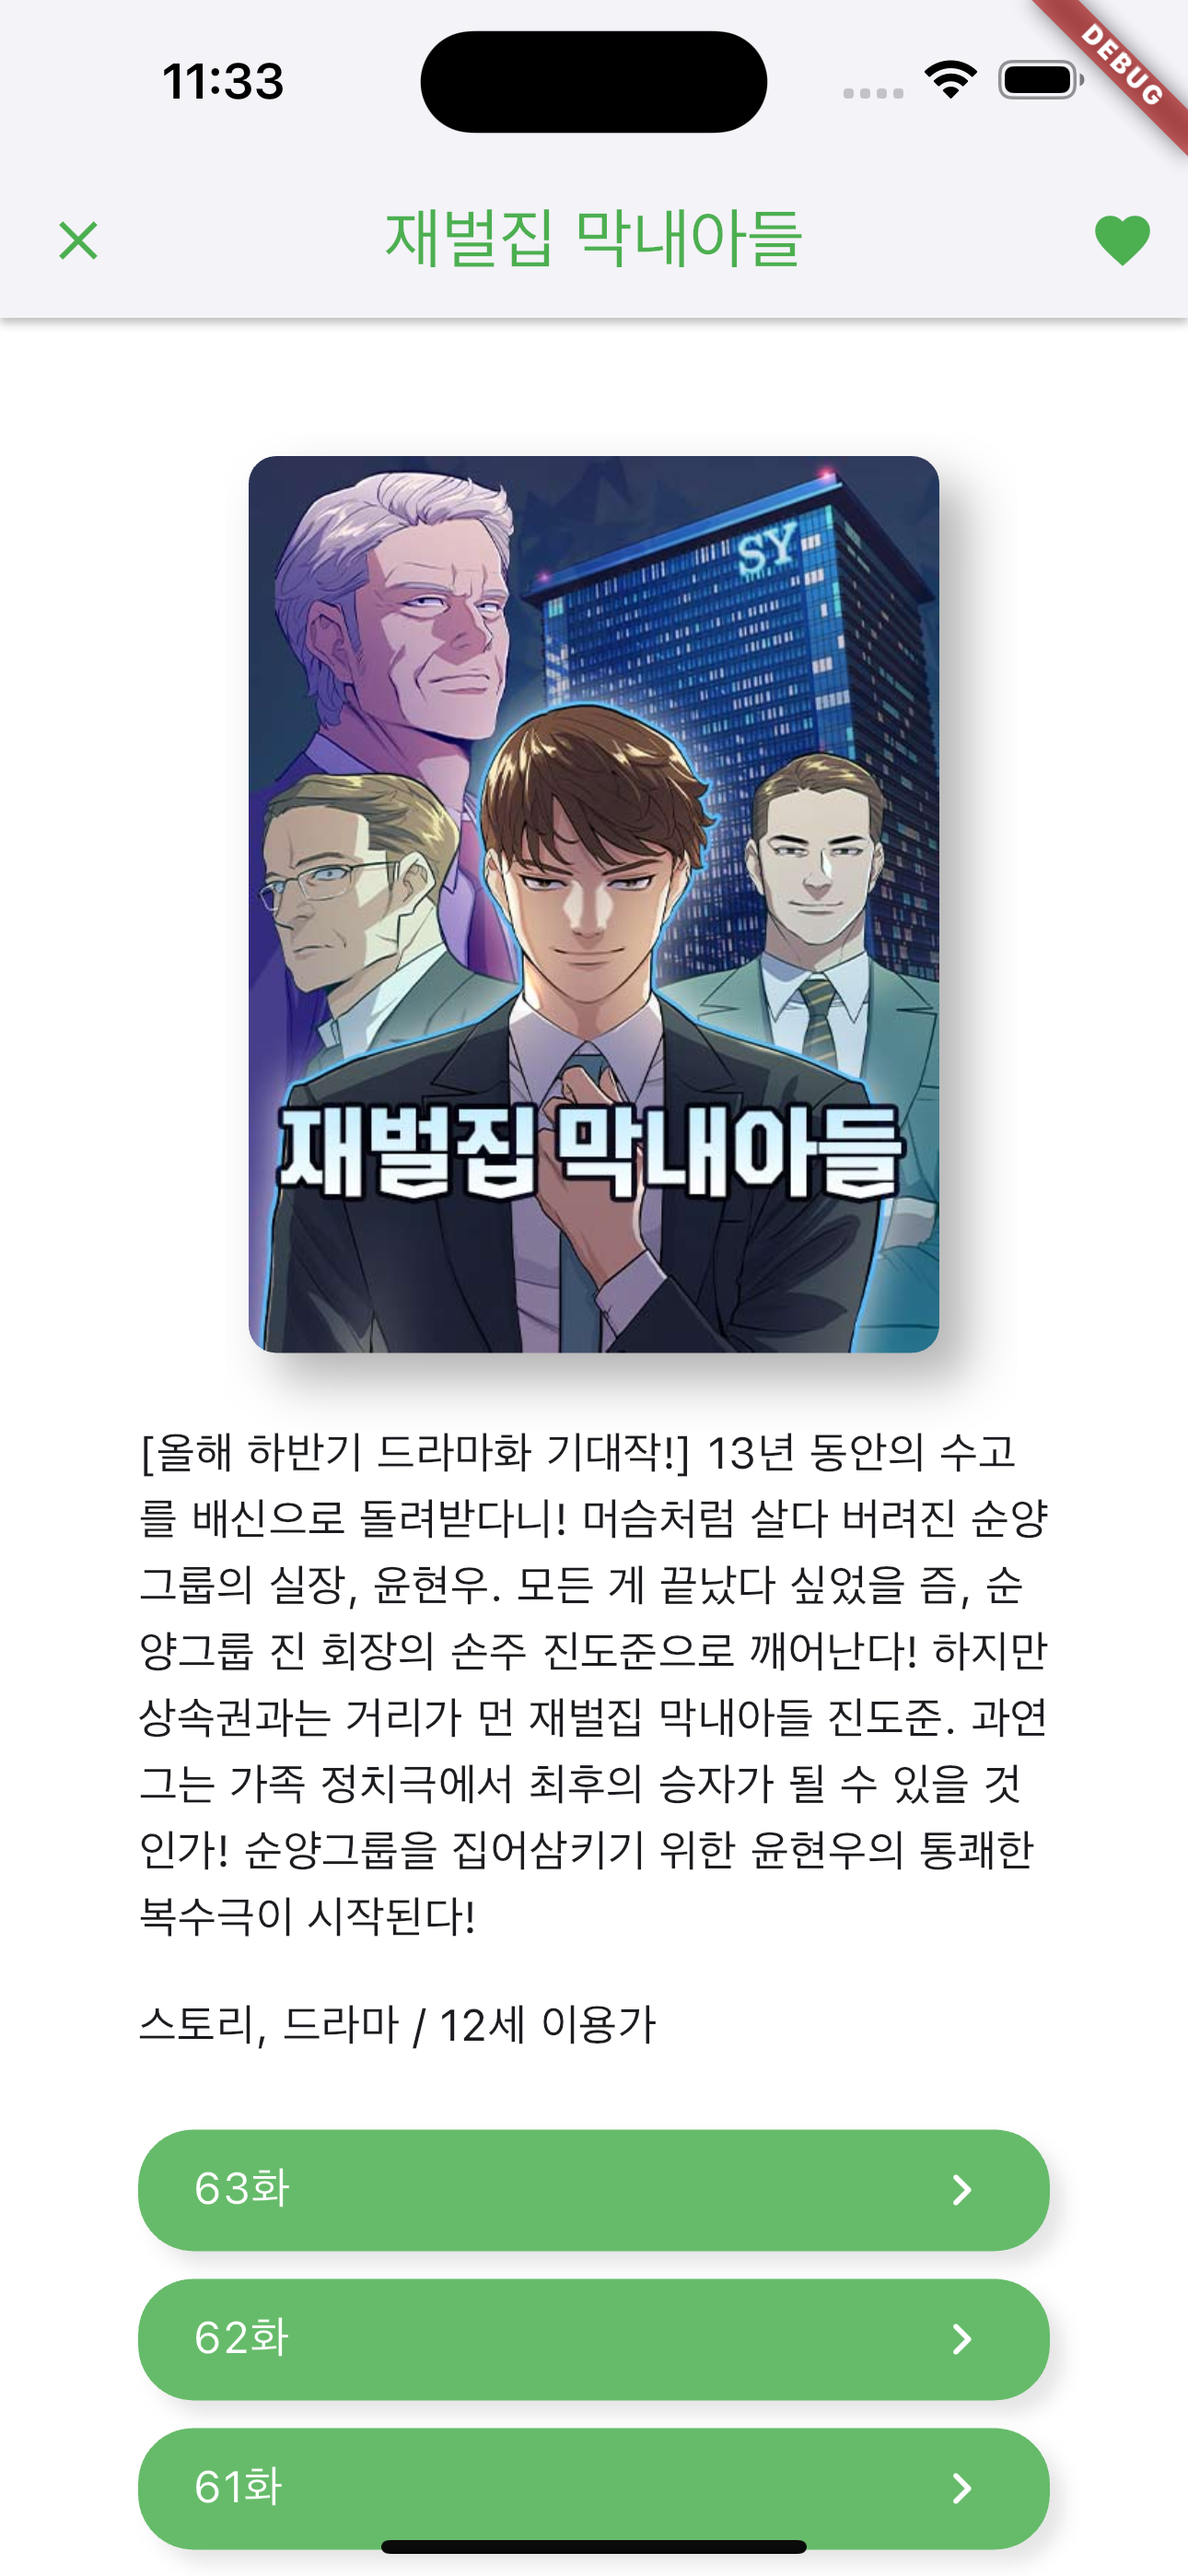 11:33
DEBUG
재벌집 막내아들
SY
재벌집 막내아들
[올해 하반기 드라마화 기대작!] 13년 동안의 수고
를 배신으로 돌려받다니! 머슴처럼 살다 버려진 순양
그룹의 실장, 윤현우. 모든 게 끝났다 싶었을 즘, 순
양그룹 진 회장의 손주 진도준으로 깨어난다! 하지만
상속권과는 거리가 먼 재벌집 막내아들 진도준. 과연
그는 가족 정치극에서 최후의 승자가 될 수 있을 것
인가! 순양그룹을 집어삼키기 위한 윤현우의 통쾌한
복수극이 시작된다!
스토리, 드라마 / 12세 이용가
63화
62화
61화